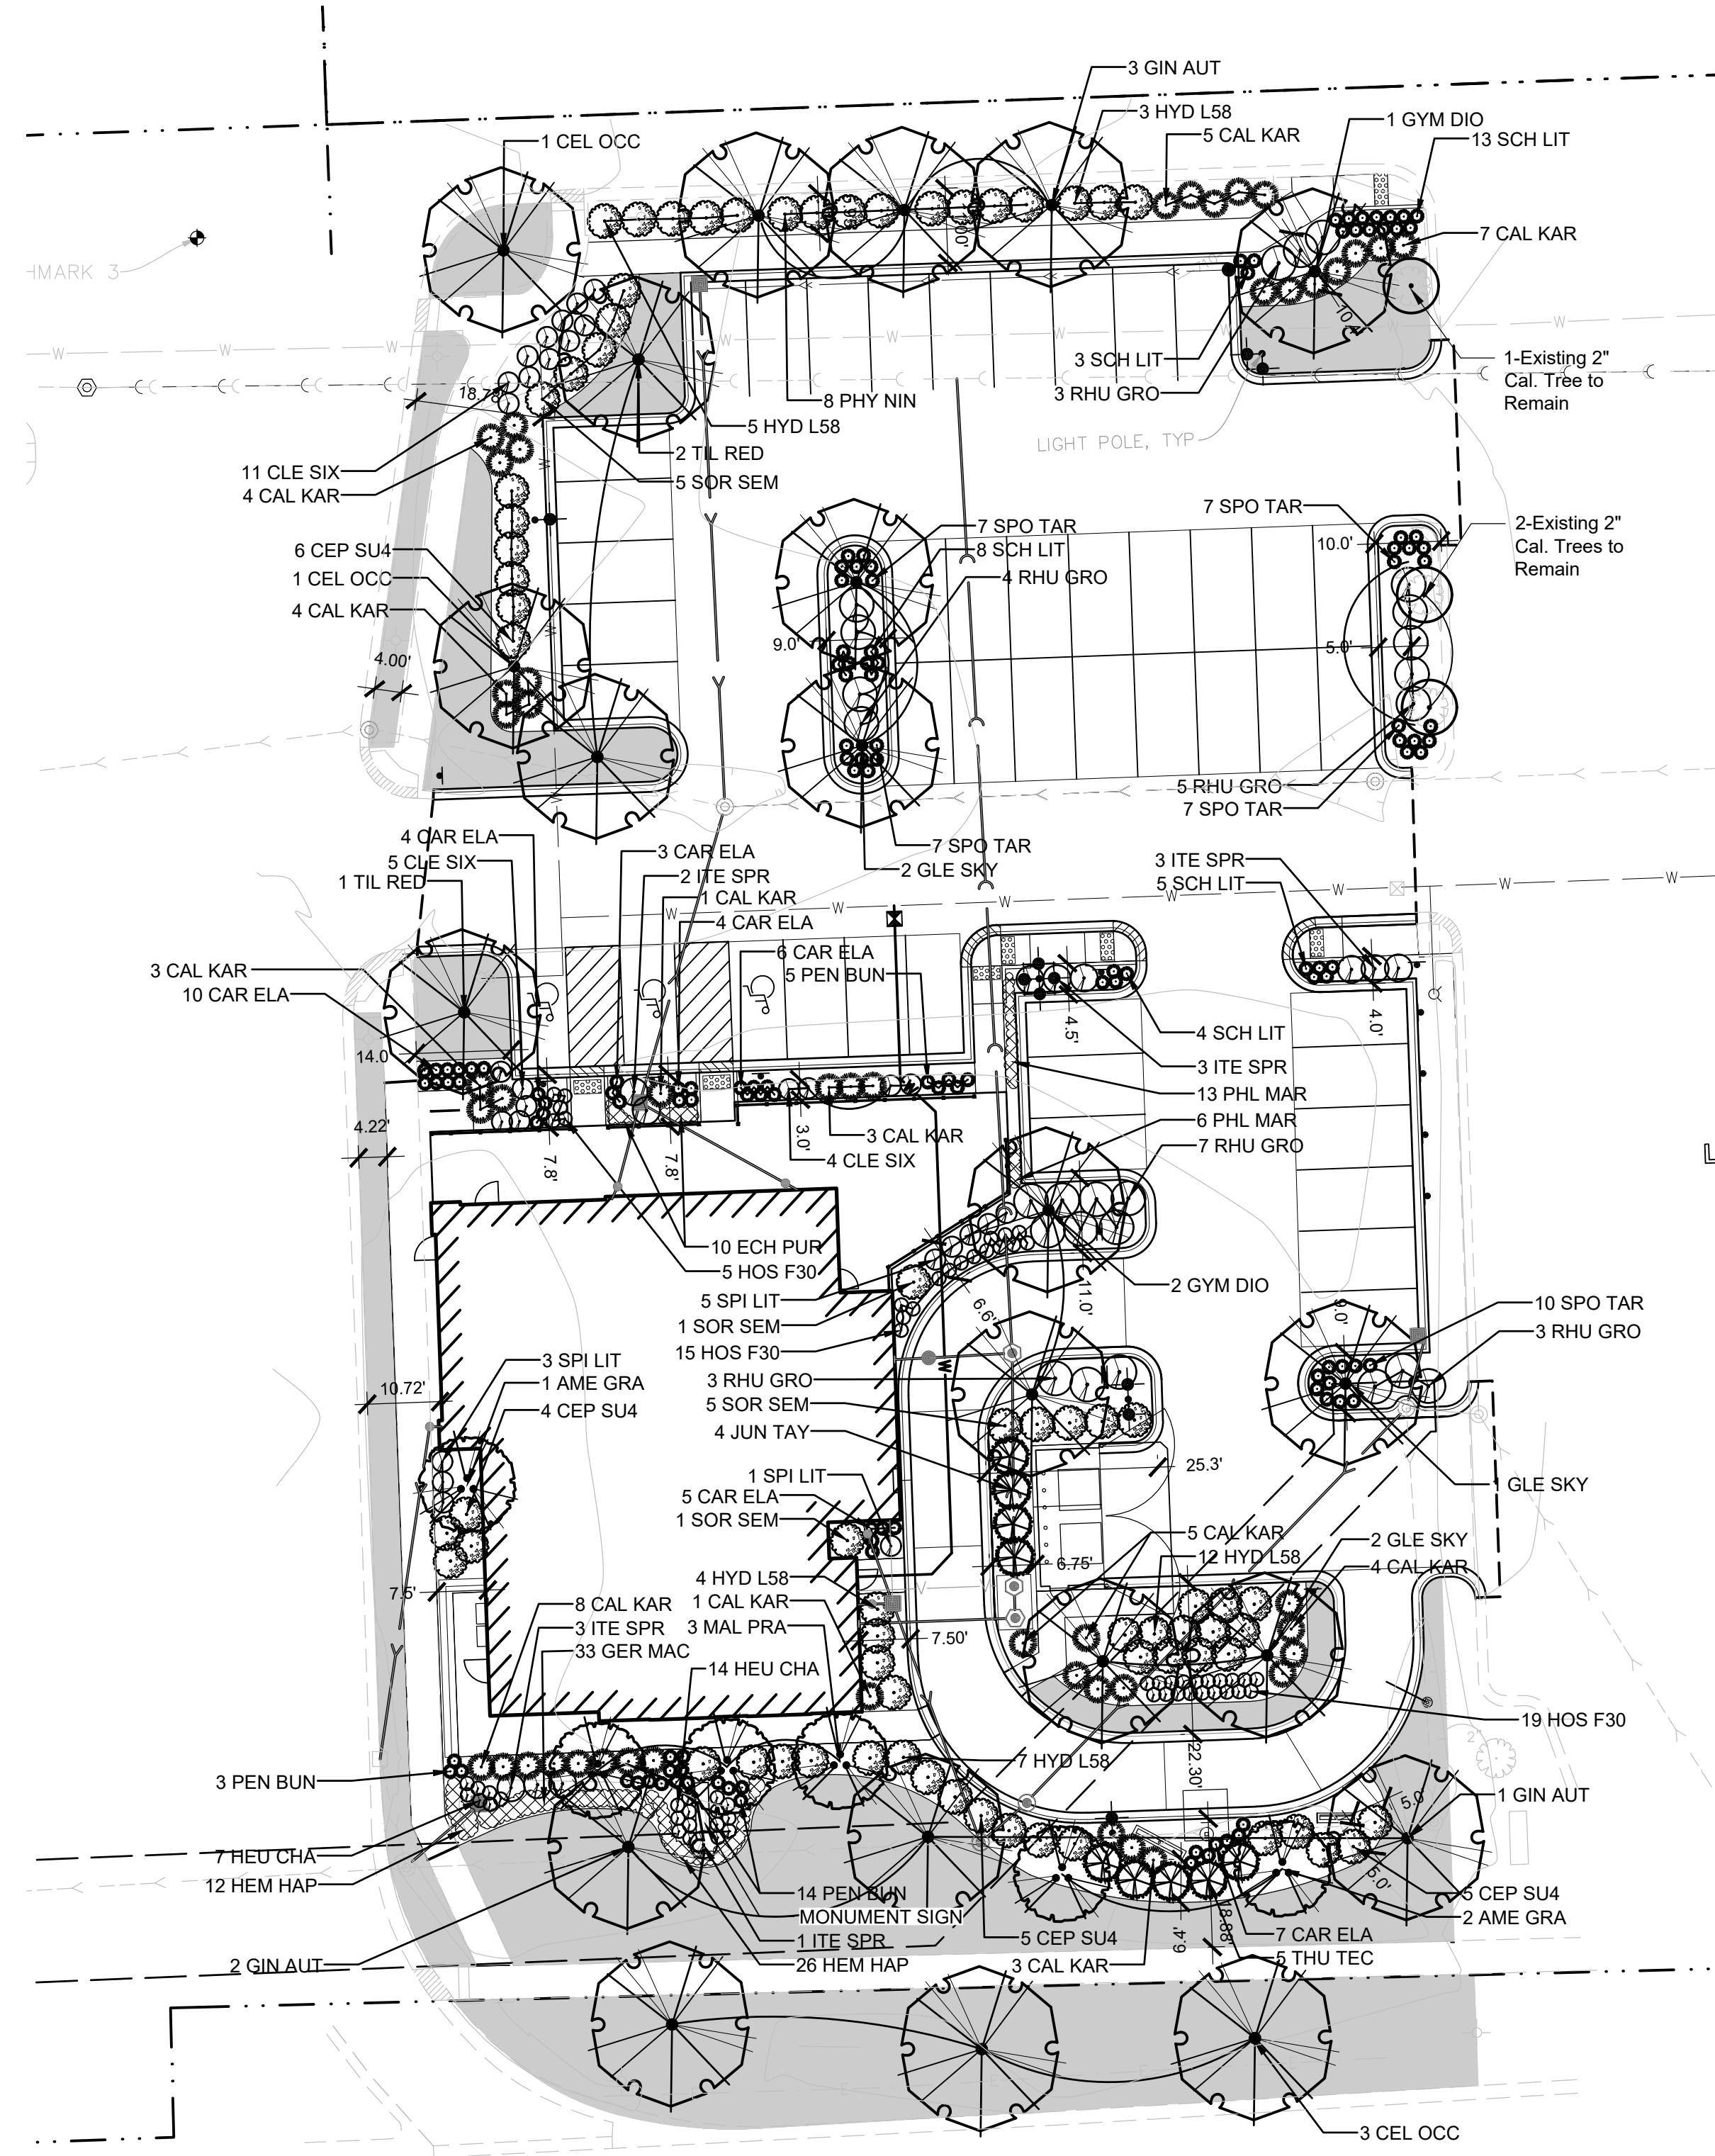 3 GIN AUT
3 HYD L58
1 GYM DIO
5 CAL KAR
13 SCH LIT
1 CEL OCC
7 CAL KAR
HMARK 3
10.4'
3 SCH LIT
1-Existing 2"
Cal. Tree to
Remain
3 RHU GRO
18.78'
8 PHY NIN
5 HYD L58
LIGHT POLE, TYP
2 TIL RED
11 CLE SIX
5 SOR SEM
4 CAL KAR
7 SPO TAR
7 SPO TAR
2-Existing 2"
Cal. Trees to
Remain
10.0'
6 CEP SU4
8 SCH LIT
1 CEL OCC
4 RHU GRO
4 CAL KAR
9.0'
5.0'
4.00'
5 RHU GRO
7 SPO TAR
4 CAR ELA
7 SPO TAR
3 CAR ELA
5 CLE SIX
3 ITE SPR
2 GLE SKY
1 TIL RED
2 ITE SPR
5 SCH LIT
1 CAL KAR
4 CAR ELA
W
6 CAR ELA
3 CAL KAR
5 PEN BUN
10 CAR ELA
4.5'
4.0'
4 SCH LIT
14.0'
3 ITE SPR
13 PHL MAR
4.22'
3.0'
6 PHL MAR
3 CAL KAR
7 RHU GRO
4 CLE SIX
7.8'
7.8'
10 ECH PUR
5 HOS F30
2 GYM DIO
11.0'
5 SPI LIT
6.6'
10 SPO TAR
1 SOR SEM
9.0'
3 RHU GRO
15 HOS F30
3 SPI LIT
1 AME GRA
3 RHU GRO
10.72'
4 CEP SU4
5 SOR SEM
4 JUN TAY
25.3'
1 SPI LIT
1 GLE SKY
5 CAR ELA
1 SOR SEM
5 CAL KAR
2 GLE SKY
12 HYD L58
6.75'
4 CAL KAR
4 HYD L58
7.5'
8 CAL KAR
1 CAL KAR
3 ITE SPR
3 MAL PRA
7.50'
33 GER MAC
14 HEU CHA
19 HOS F30
22.30'
7 HYD L58
3 PEN BUN
1 GIN AUT
5.0'
7 HEU CHA
12 HEM HAP
5.0'
14 PEN BUN
5 CEP SU4
MONUMENT SIGN
2 AME GRA
18.88'
9.4'
7 CAR ELA
1 ITE SPR
5 CEP SU4
2 GIN AUT
5 THU TEC
26 HEM HAP
3 CAL KAR
3 CEL OCC